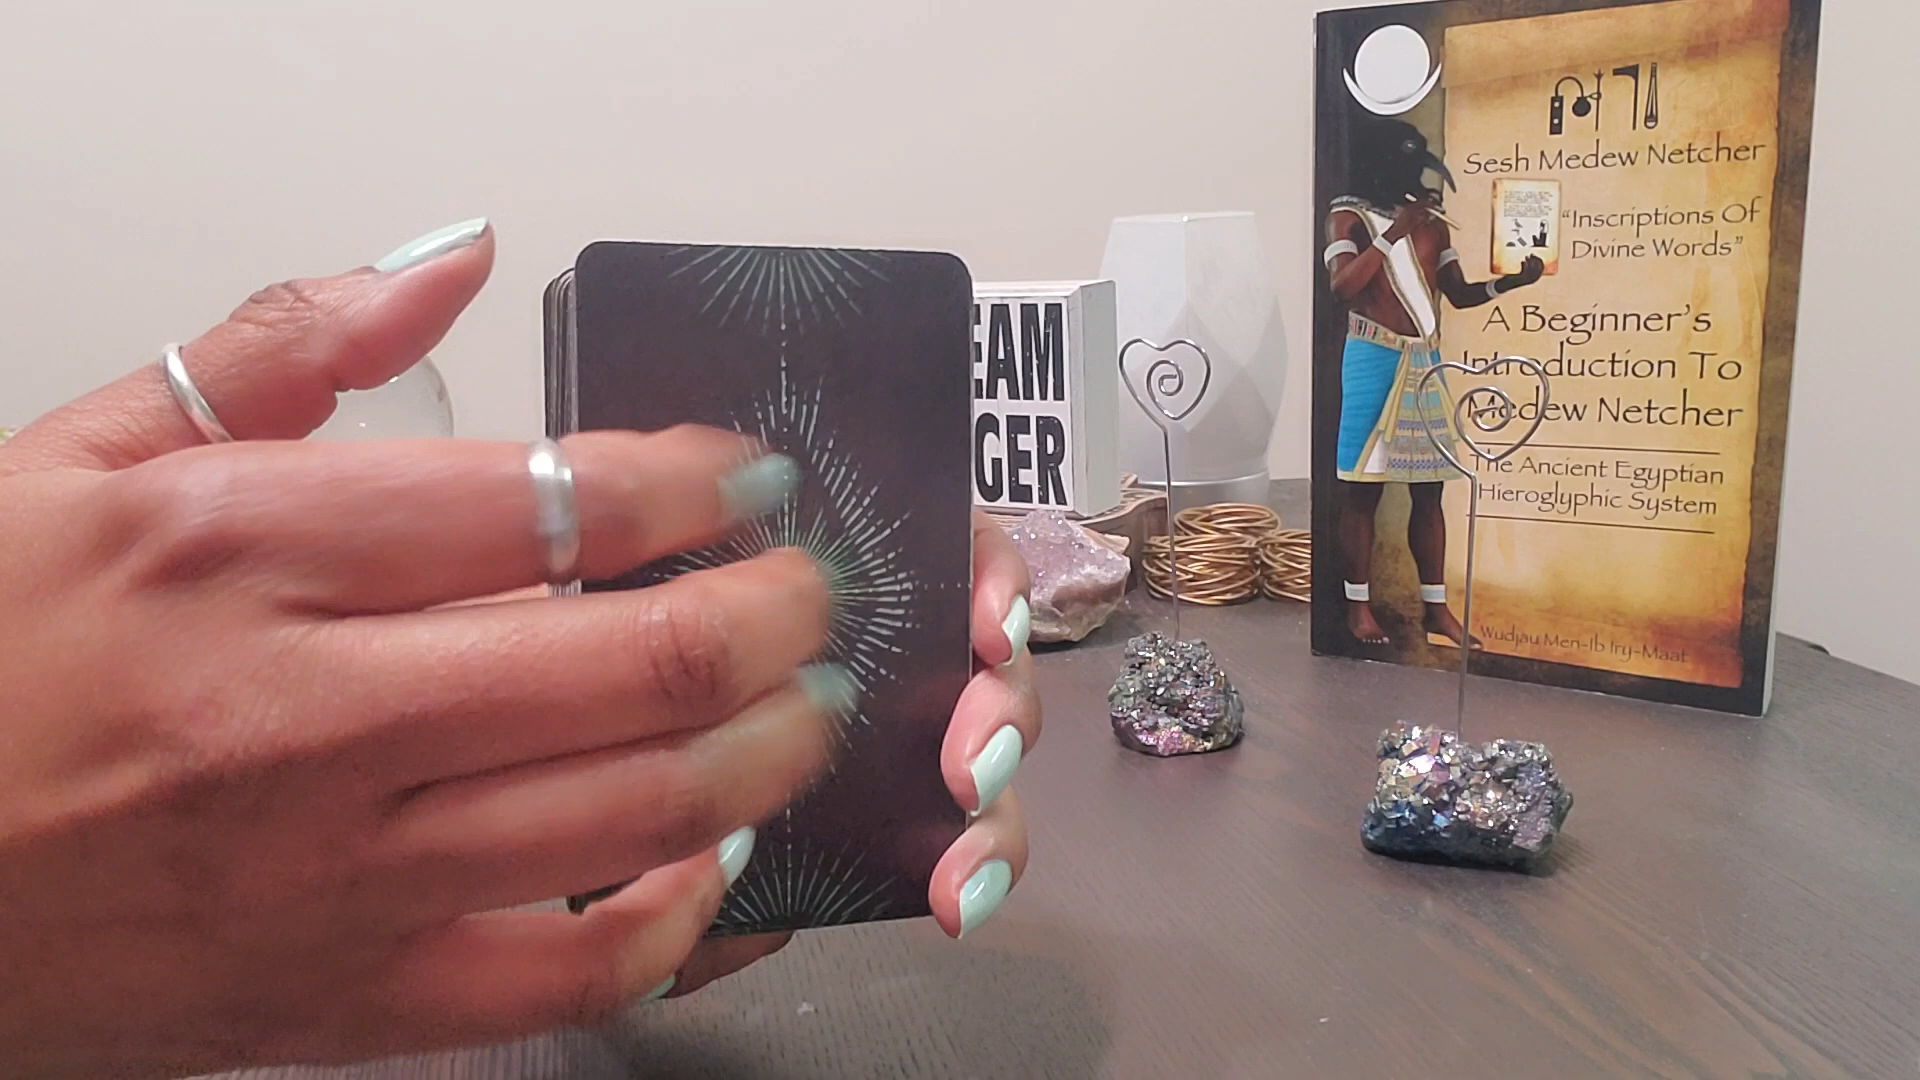 EAM
GER
Sesh Medew Netcher
"Inscriptions Of
Divine Words"
A Beginner's
Introduction To
Medew Netcher
The Ancient Egyptian
Hieroglyphic System
Wudjau Men-Ib Iry-Maat